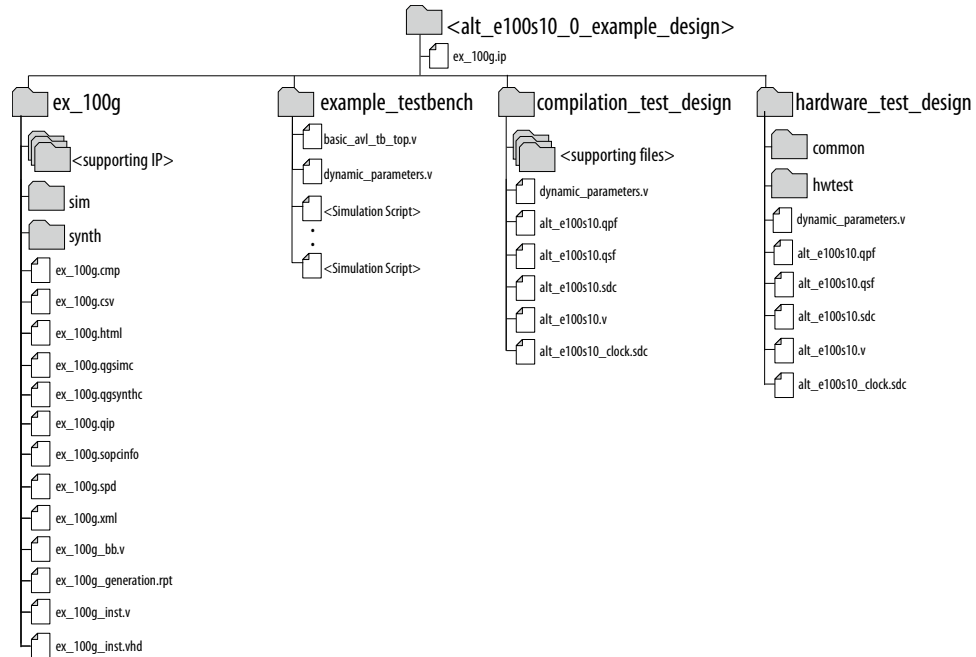 <alt_e100s10_0_example_design>
ex_100g.ip
ex_100g
<supporting IP>
sim
synth
ex_100g.cmp
ex_100g.csv
ex_100g.html
ex_100g.qgsimc
ex_100g.qgsynthc
ex_100g.qip
ex_100g.sopcinfo
ex_100g.spd
ex_100g.xml
ex_100g_bb.v
ex_100g_generation.rpt
ex_100g_inst.v
ex_100g_inst.vhd
example_testbench
basic_avl_tb_top.v
dynamic_parameters.v
<Simulation Script>
<Simulation Script>
compilation_test_design
<supporting files>
dynamic_parameters.v
alt_e100s10.qpf
alt_e100s10.qsf
alt_e100s10.sdc
alt_e100s10.v
alt_e100s10_clock.sdc
hardware_test_design
common
hwtest
dynamic_parameters.v
alt_e100s10.qpf
alt_e100s10.qsf
alt_e100s10.sdc
alt_e100s10.v
alt_e100s10_clock.sdc